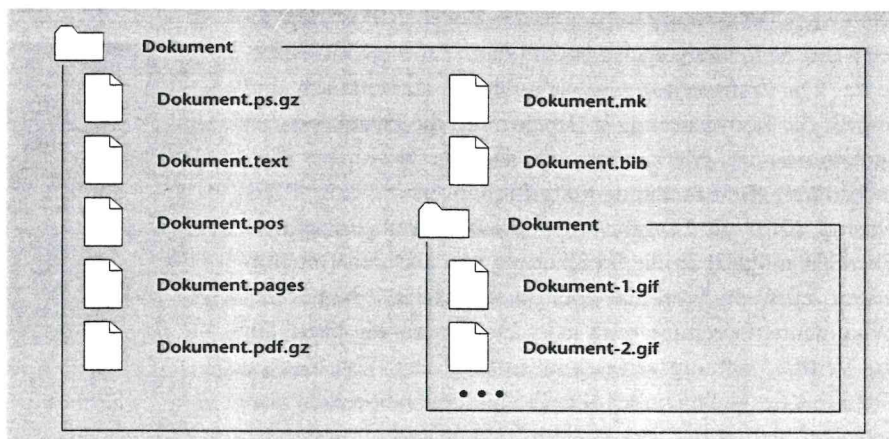 Dokument
Dokument.ps.gz
Dokument.text
Dokument.pos
Dokument.pages
Dokument.pdf.gz
Dokument.mk
Dokument.bib
Dokument
Dokument-1.gif
Dokument-2.gif
•••